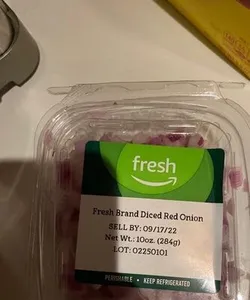 fresh
Fresh Brand Diced Red Onion
SELL BY: 09/17/22
Net Wt.: 10oz. (284g)
LOT: 02250101
PERISHABLE • KEEP REFRIGERATED